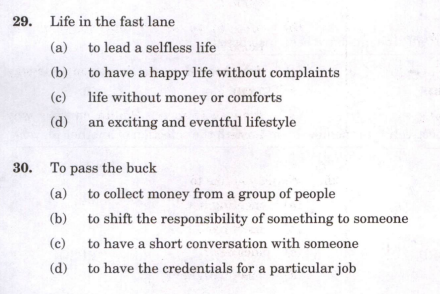 29. Life in the fast lane
(a) to lead a selfless life
(b) to have a happy life without complaints
(c) life without money or comforts
(d) an exciting and eventful lifestyle
30. To pass the buck
(a) to collect money from a group of people
(b) to shift the responsibility of something to someone
(c) to have a short conversation with someone
(d) to have the credentials for a particular job